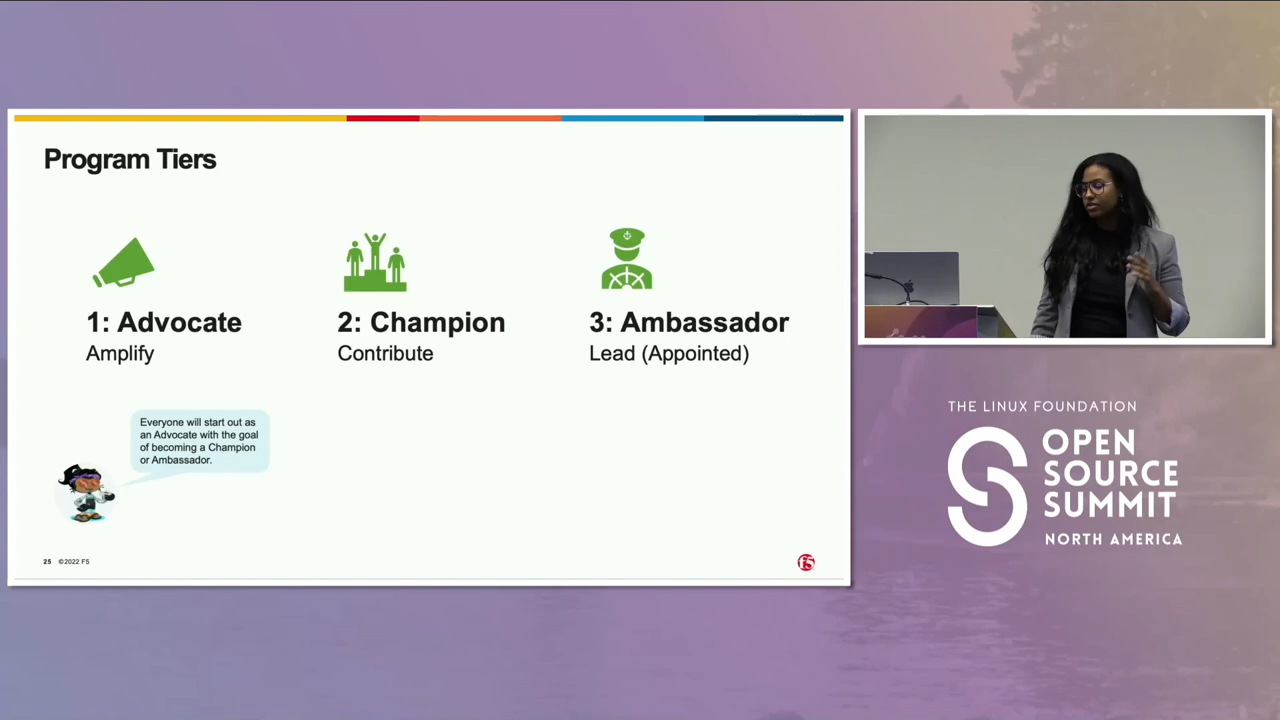 Program Tiers
1: Advocate
Amplify
2: Champion
Contribute
3: Ambassador
Lead (Appointed)
Everyone will start out as
an Advocate with the goal
of becoming a Champion
or Ambassador.
25 ©2022 F5
f5
THE LINUX FOUNDATION
OPEN
SOURCE
SUMMIT
NORTH AMERICA